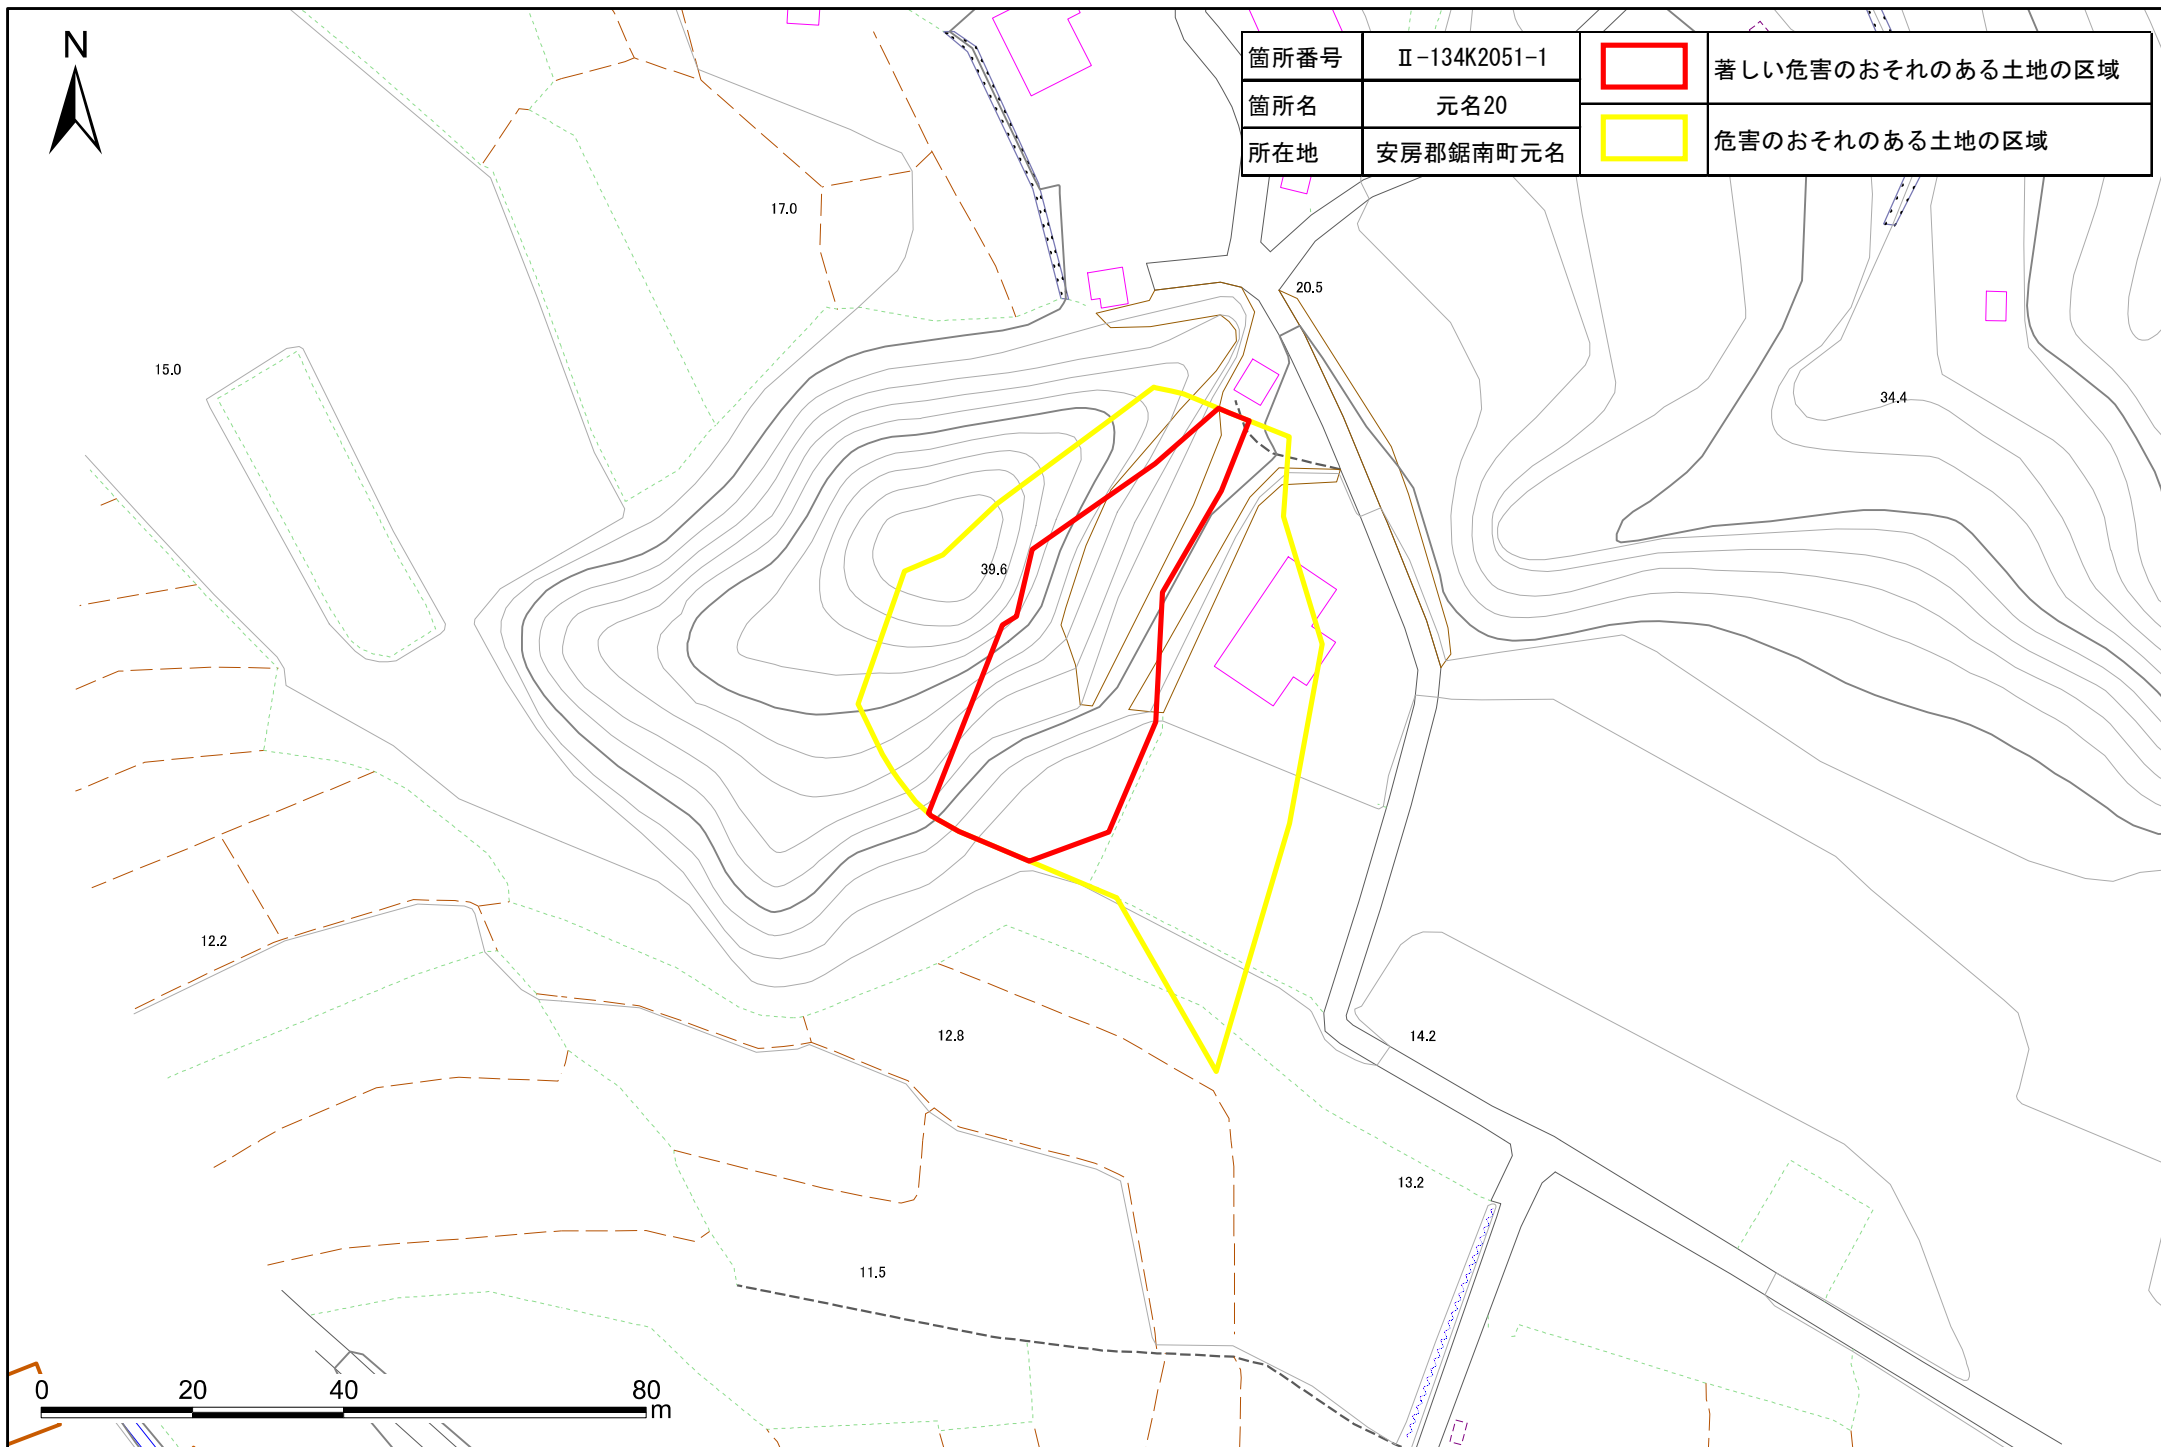 N
箇所番号 Ⅱ-134K2051-1
箇所名 元名20
所在地 安房郡鋸南町元名
著しい危害のおそれのある土地の区域
危害のおそれのある土地の区域
17.0
20.5
15.0
34.4
39.6
12.2
12.8
14.2
13.2
11.5
0 20 40 80
m